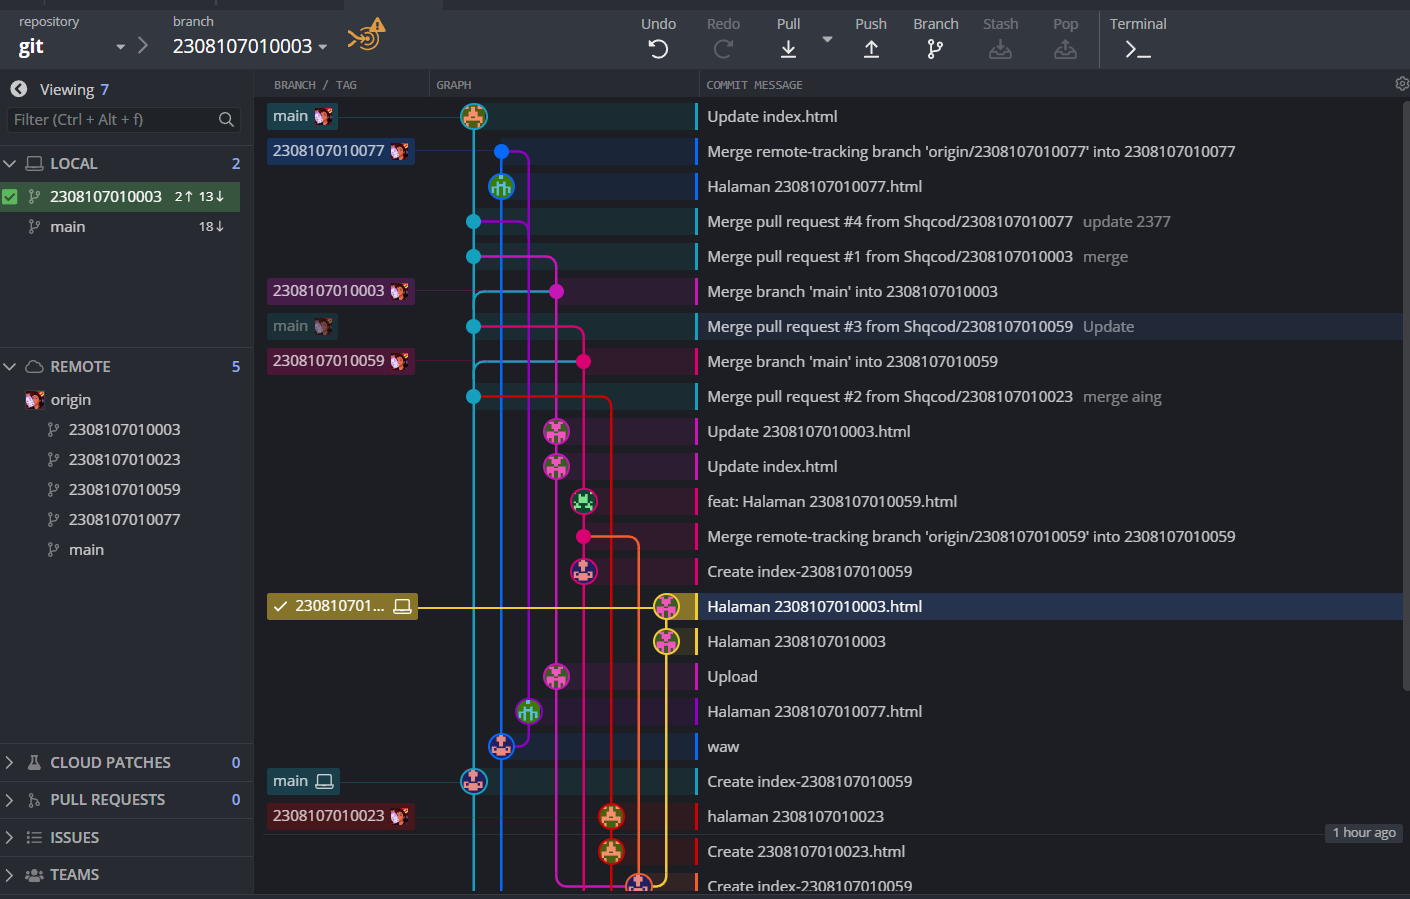 repository
git
branch
2308107010003
Undo
Redo
Pull
Push
Branch
Stash
Pop
Terminal
Viewing 7
Filter (Ctrl + Alt + f)
LOCAL 2
2308107010003 2↑ 13↓
main 18↓
REMOTE 5
origin
2308107010003
2308107010023
2308107010059
2308107010077
main
CLOUD PATCHES 0
PULL REQUESTS 0
ISSUES
TEAMS
BRANCH / TAG GRAPH COMMIT MESSAGE
main Update index.html
2308107010077 Merge remote-tracking branch 'origin/2308107010077' into 2308107010077
Halaman 2308107010077.html
Merge pull request #4 from Shqcod/2308107010077 update 2377
Merge pull request #1 from Shqcod/2308107010003 merge
2308107010003 Merge branch 'main' into 2308107010003
main Merge pull request #3 from Shqcod/2308107010059 Update
2308107010059 Merge branch 'main' into 2308107010059
Merge pull request #2 from Shqcod/2308107010023 merge aing
Update 2308107010003.html
Update index.html
feat: Halaman 2308107010059.html
Merge remote-tracking branch 'origin/2308107010059' into 2308107010059
Create index-2308107010059
230810701... Halaman 2308107010003.html
Halaman 2308107010003
Upload
Halaman 2308107010077.html
waw
main Create index-2308107010059
2308107010023 halaman 2308107010023
1 hour ago
Create 2308107010023.html
Create index-2308107010059